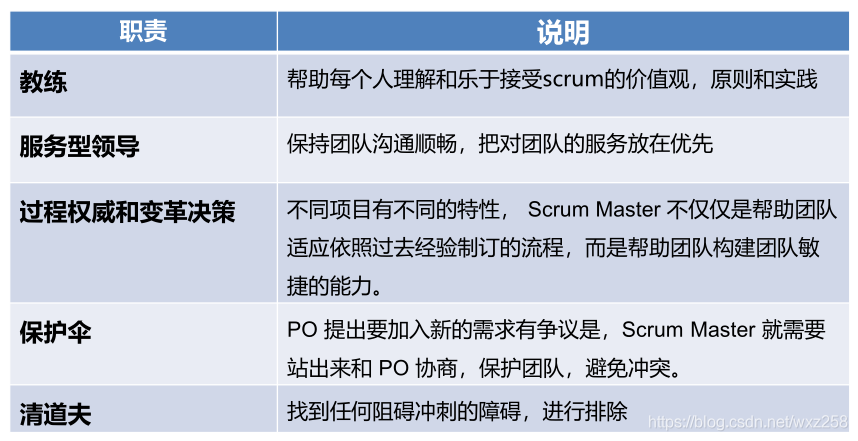 职责
说明
教练
帮助每个人理解和乐于接受scrum的价值观，原则和实践
服务型领导
保持团队沟通顺畅，把对团队的服务放在优先
过程权威和变革决策
不同项目有不同的特性， Scrum Master 不仅仅是帮助团队
适应依照过去经验制订的流程，而是帮助团队构建团队敏
捷的能力。
保护伞
PO 提出要加入新的需求有争议是，Scrum Master 就需要
站出来和 PO 协商，保护团队，避免冲突。
清道夫
找到任何阻碍冲刺的障碍，进行排除
https://blog.csdn.net/wxz258